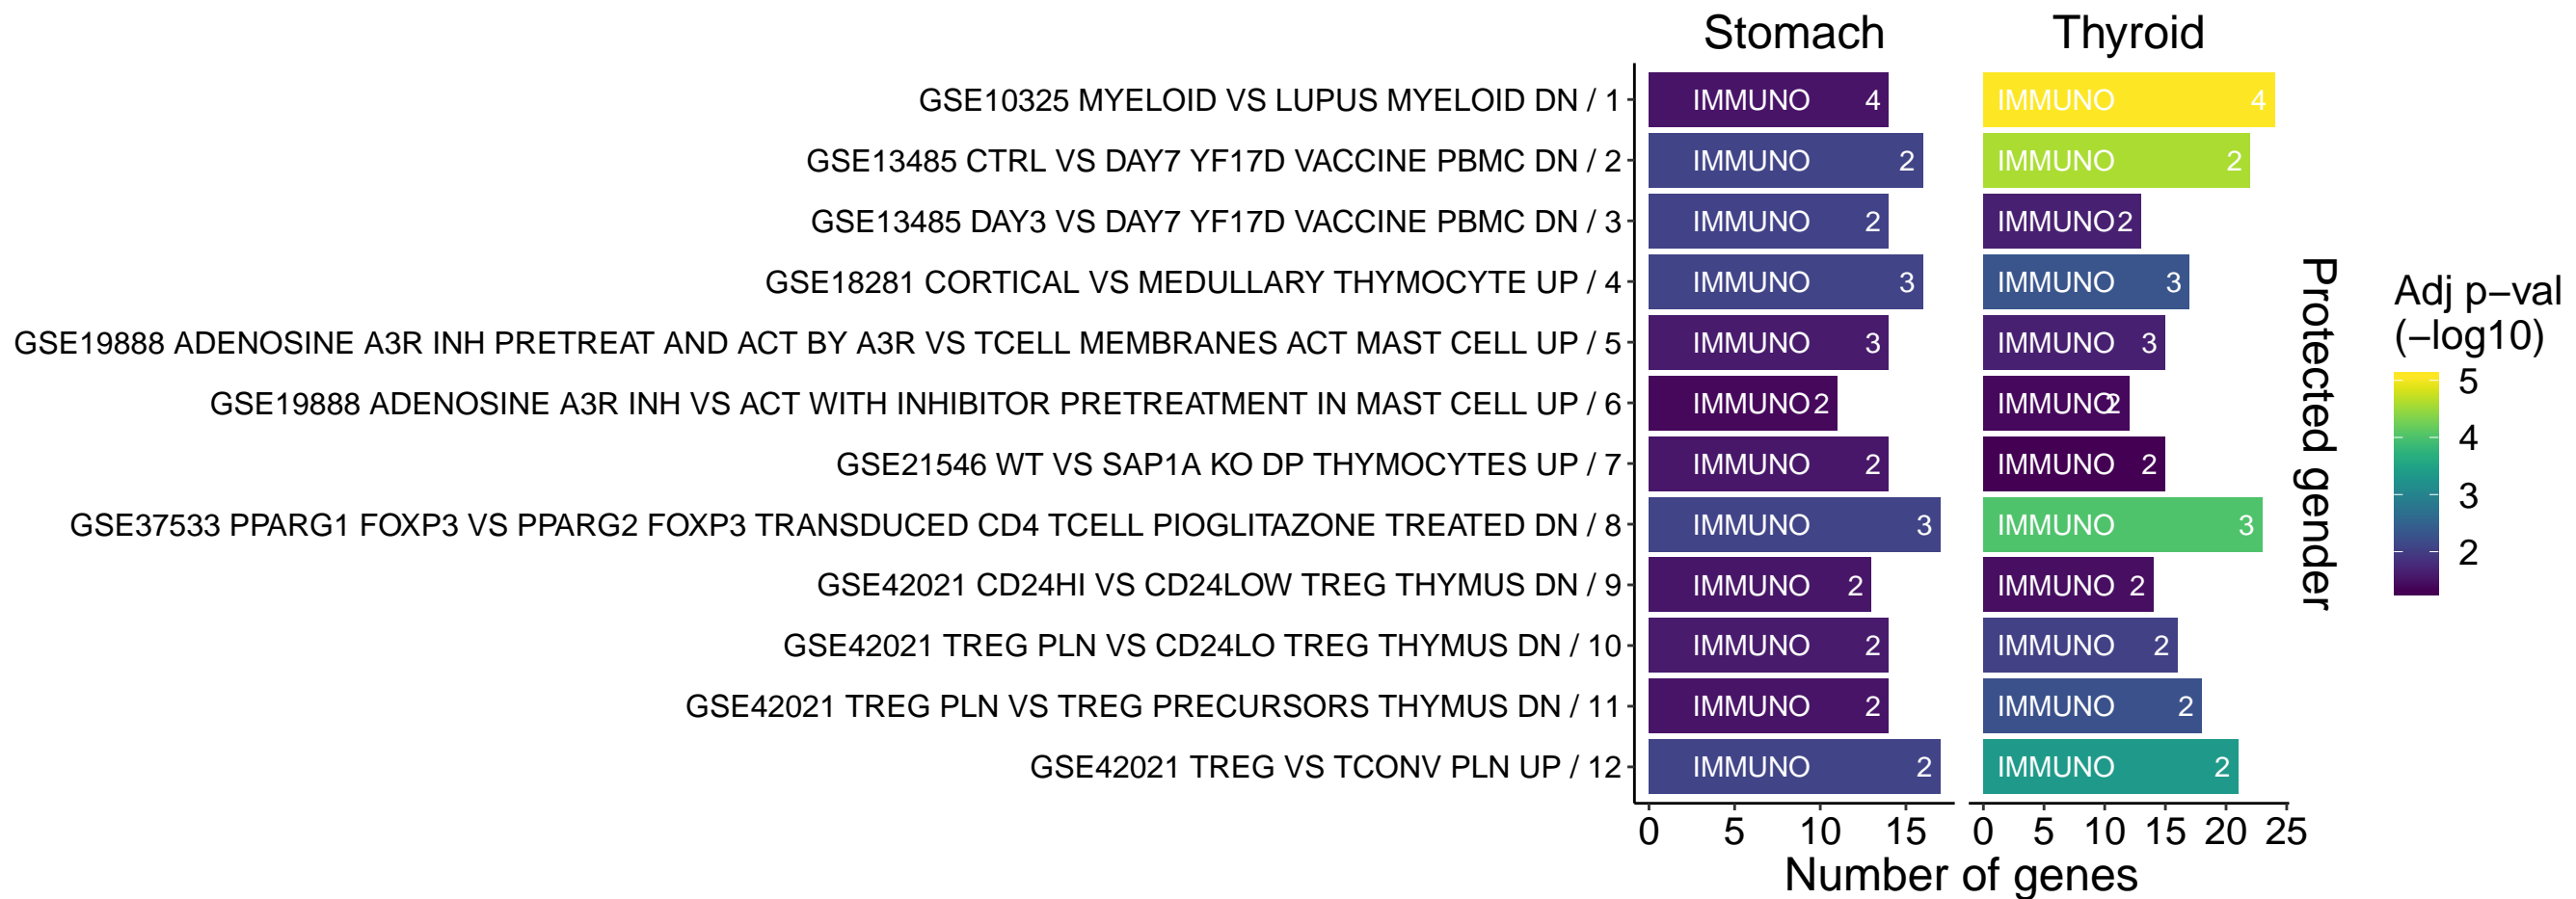 Stomach Thyroid
GSE10325 MYELOID VS LUPUS MYELOID DN / 1 IMMUNO 4 IMMUNO 4
GSE13485 CTRL VS DAY7 YF17D VACCINE PBMC DN / 2 IMMUNO 2 IMMUNO 2
GSE13485 DAY3 VS DAY7 YF17D VACCINE PBMC DN / 3 IMMUNO 2 IMMUNO 2
GSE18281 CORTICAL VS MEDULLARY THYMOCYTE UP / 4 IMMUNO 3 IMMUNO 3
GSE19888 ADENOSINE A3R INH PRETREAT AND ACT BY A3R VS TCELL MEMBRANES ACT MAST CELL UP / 5 IMMUNO 3 IMMUNO 3
GSE19888 ADENOSINE A3R INH VS ACT WITH INHIBITOR PRETREATMENT IN MAST CELL UP / 6 IMMUNO 2 IMMUNO 2
GSE21546 WT VS SAP1A KO DP THYMOCYTES UP / 7 IMMUNO 2 IMMUNO 2
GSE37533 PPARG1 FOXP3 VS PPARG2 FOXP3 TRANSDUCED CD4 TCELL PIOGLITAZONE TREATED DN / 8 IMMUNO 3 IMMUNO 3
GSE42021 CD24HI VS CD24LOW TREG THYMUS DN / 9 IMMUNO 2 IMMUNO 2
GSE42021 TREG PLN VS CD24LO TREG THYMUS DN / 10 IMMUNO 2 IMMUNO 2
GSE42021 TREG PLN VS TREG PRECURSORS THYMUS DN / 11 IMMUNO 2 IMMUNO 2
GSE42021 TREG VS TCONV PLN UP / 12 IMMUNO 2 IMMUNO 2
0 5 10 15 0 5 10 15 20 25
Number of genes
Protected gender
Adj p−val
(−log10)
5
4
3
2